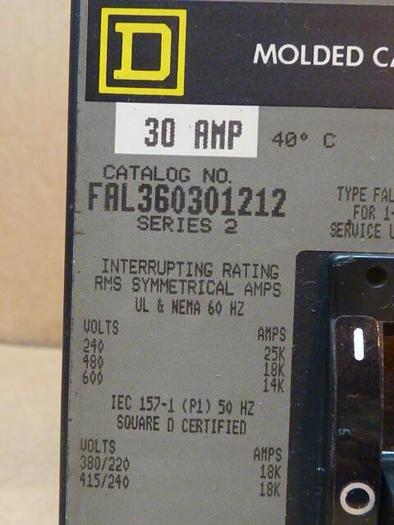 D
MOLDED CA
30 AMP 40° C
CATALOG NO.
FAL360301212
SERIES 2
TYPE FAL
FOR 1-
SERVICE
INTERRUPTING RATING
RMS SYMMETRICAL AMPS
UL & NEMA 60 HZ
VOLTS AMPS
240 25K
480 18K
600 14K
IEC 157-1 (P1) 50 HZ
SQUARE D CERTIFIED
VOLTS AMPS
380/220 18K
415/240 18K
I
O